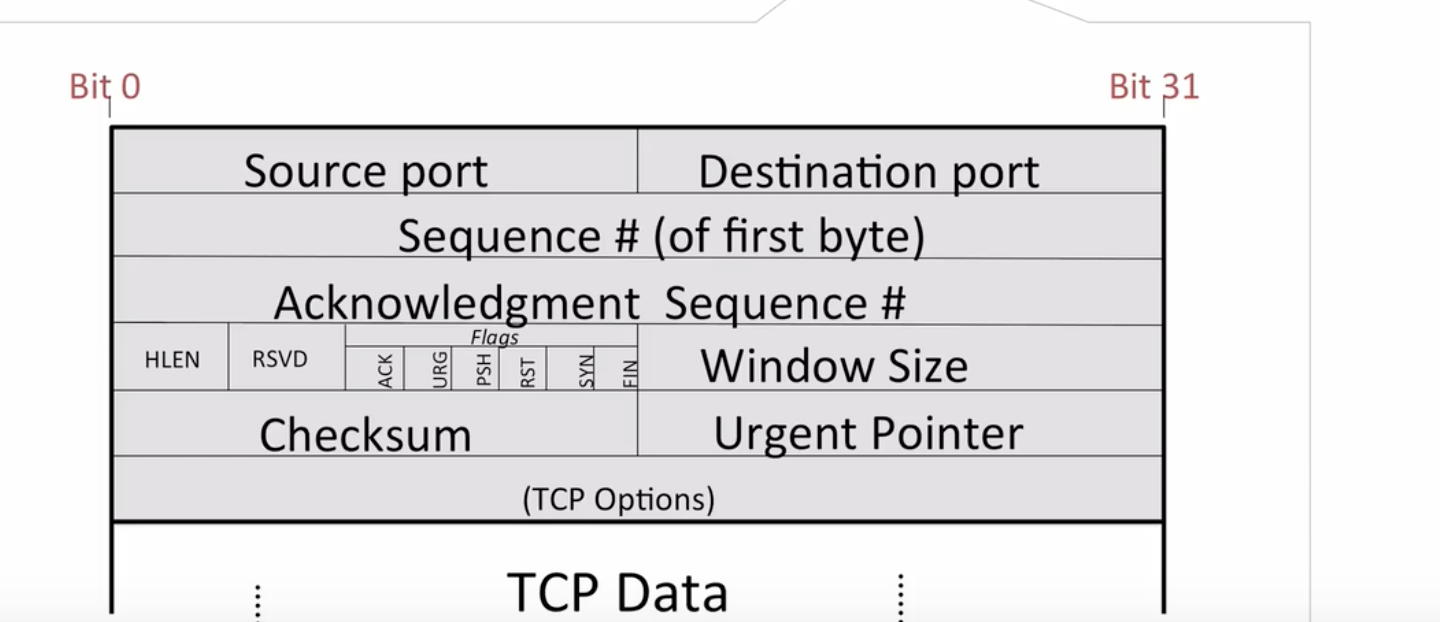 Bit 0 Bit 31
Source port Destination port
Sequence # (of first byte)
Acknowledgment Sequence #
Flags
HLEN RSVD ACK URG PSH RST SYN FIN Window Size
Checksum Urgent Pointer
(TCP Options)
TCP Data